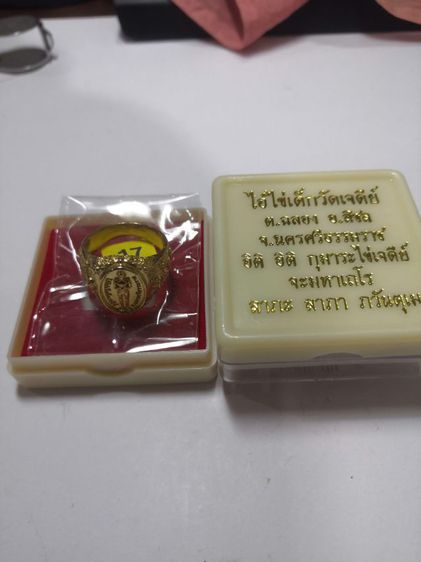 ไอ้ไข่เด็กวัดเจดีย์
ต.ฉลอง อ.สิชล
จ.นครศรีธรรมราช
อิติ อิติ กุมาระไข่เจดีย์
จะมหาเถโร
ลาภะ ลาภา ภวันตุเม
27